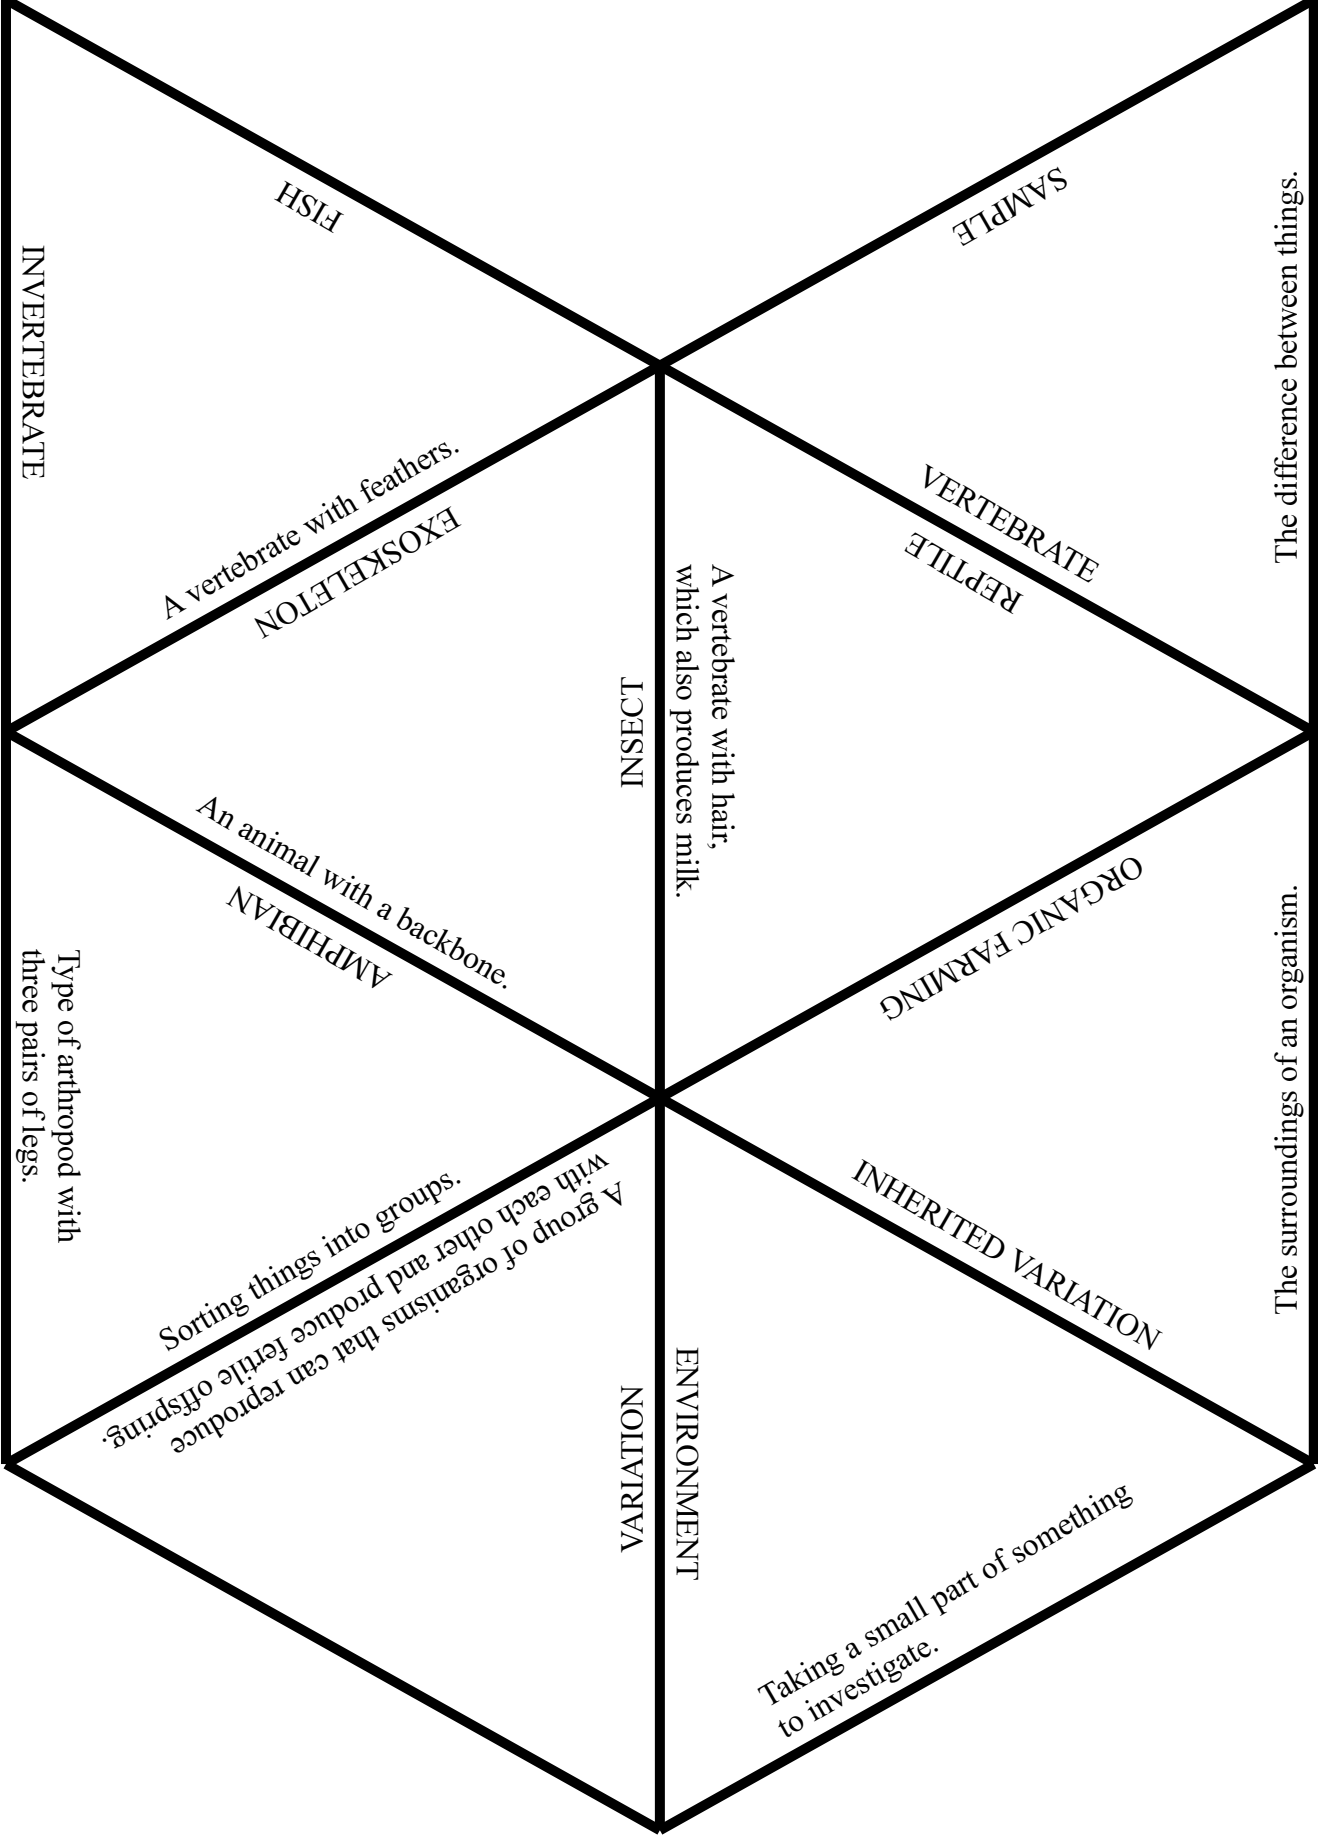 FISH
SAMPLE
INVERTEBRATE
The difference between things.
A vertebrate with feathers.
EXOSKELETON
VERTEBRATE
REPTILE
A vertebrate with hair,
which also produces milk.
INSECT
An animal with a backbone.
AMPHIBIAN
ORGANIC FARMING
Type of arthropod with
three pairs of legs.
The surroundings of an organism.
Sorting things into groups.
A group of organisms that can reproduce
with each other and produce fertile offspring.
INHERITED VARIATION
VARIATION
ENVIRONMENT
Taking a small part of something
to investigate.